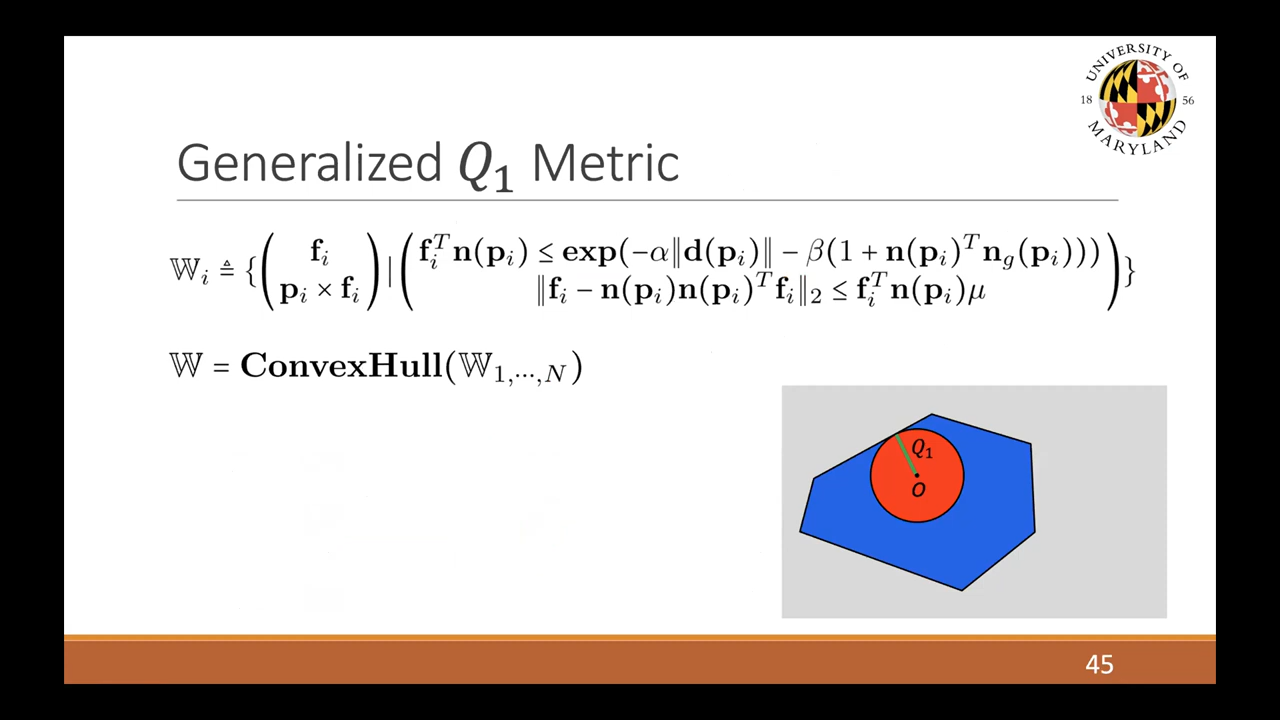 UNIVERSITY OF
18 56
MARYLAND
Generalized Q₁ Metric
𝕎ᵢ ≜ {( fᵢ ; pᵢ × fᵢ ) | ( fᵢᵀn(pᵢ) ≤ exp(−α‖d(pᵢ)‖ − β(1 + n(pᵢ)ᵀn_g(pᵢ)))
‖fᵢ − n(pᵢ)n(pᵢ)ᵀfᵢ‖₂ ≤ fᵢᵀn(pᵢ)μ )}
𝕎 = ConvexHull(𝕎₁,...,N)
Q₁
O
45